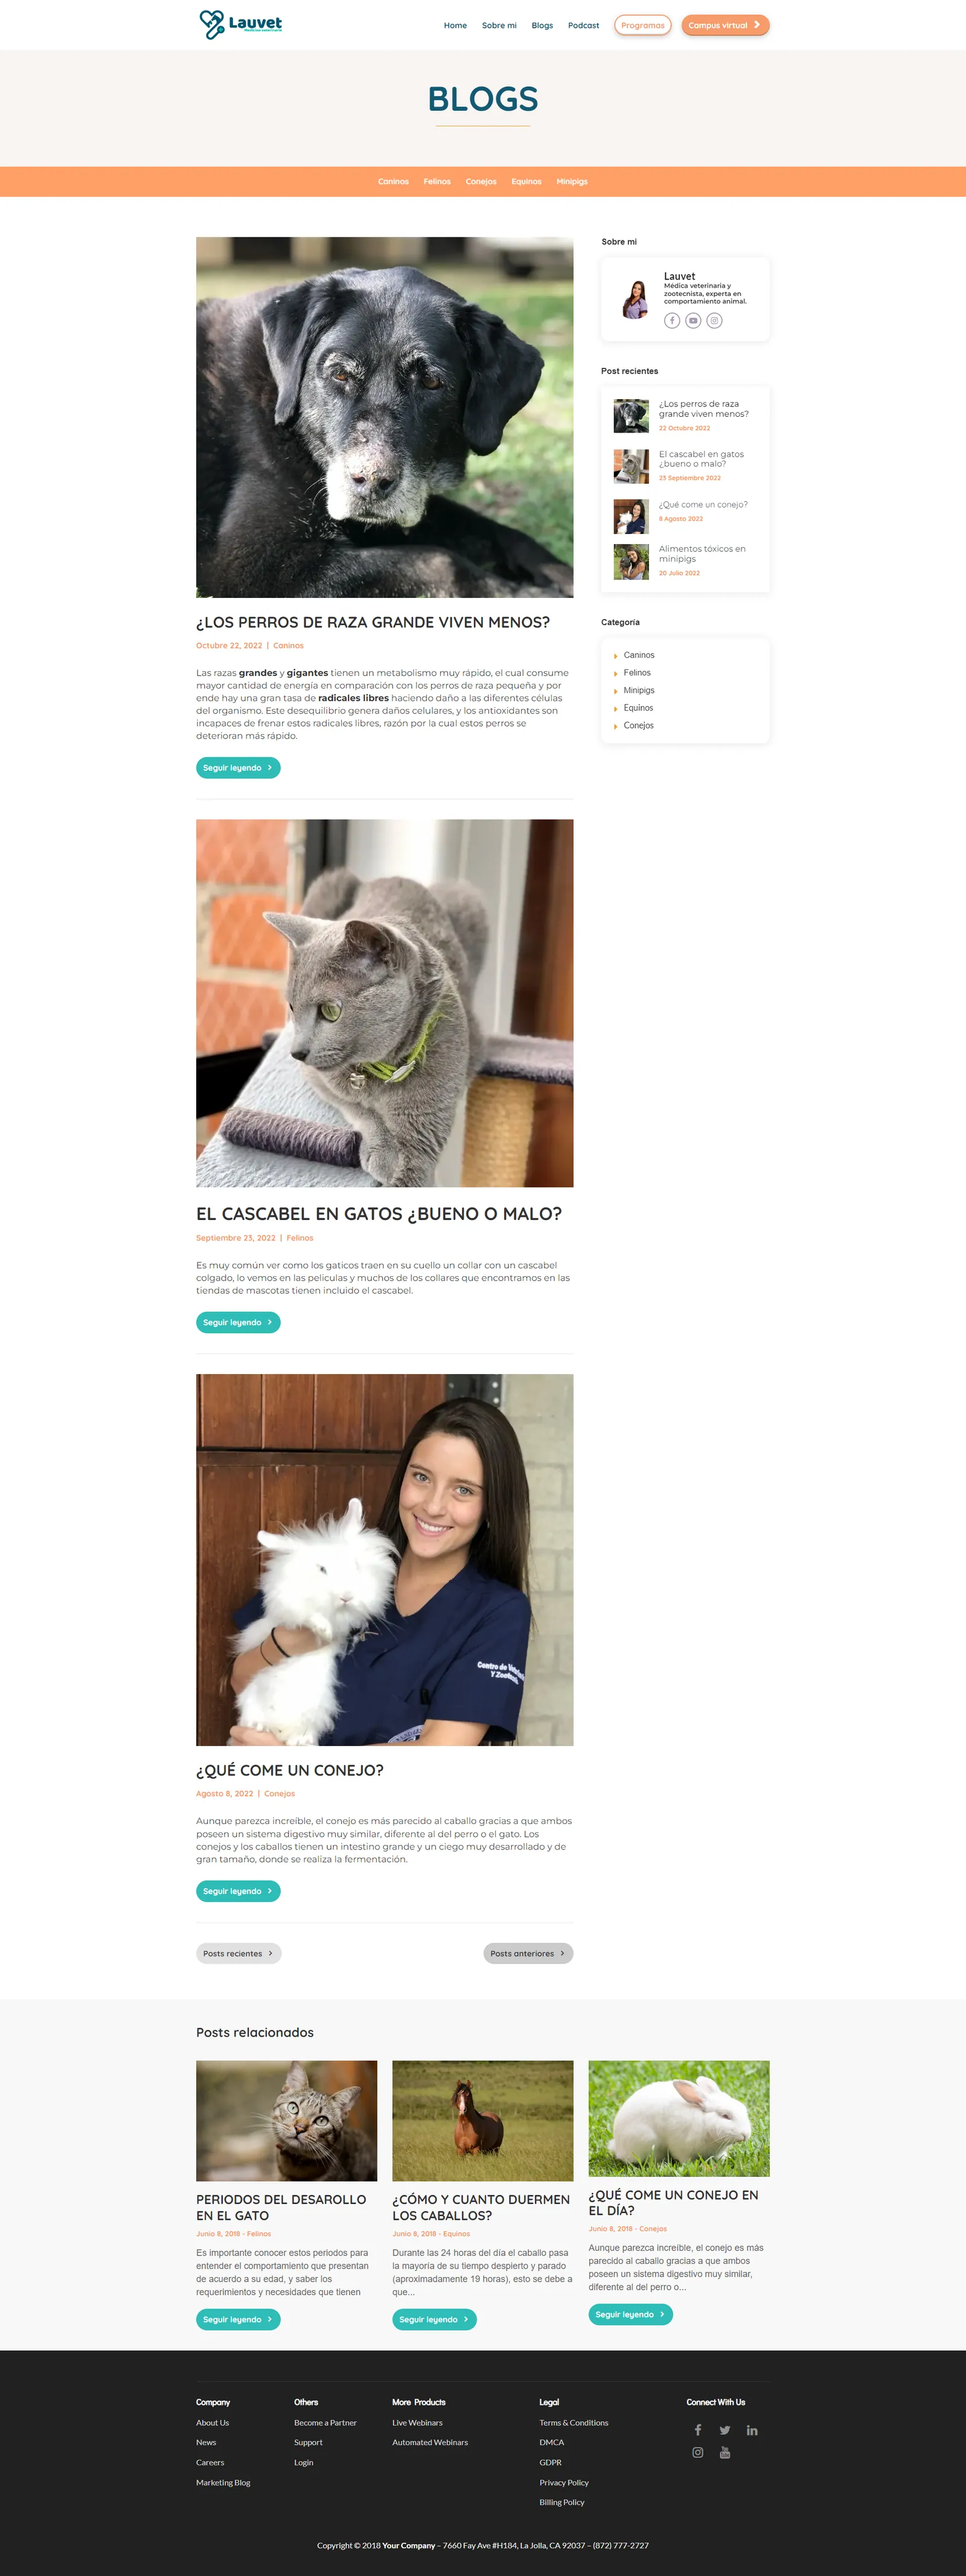 Lauvet
Medicina veterinaria
Home Sobre mi Blogs Podcast Programas Campus virtual
BLOGS
Caninos Felinos Conejos Equinos Minipigs
¿LOS PERROS DE RAZA GRANDE VIVEN MENOS?
Octubre 22, 2022 | Caninos
Las razas grandes y gigantes tienen un metabolismo muy rápido, el cual consume
mayor cantidad de energía en comparación con los perros de raza pequeña y por
ende hay una gran tasa de radicales libres haciendo daño a las diferentes células
del organismo. Este desequilibrio genera daños celulares, y los antioxidantes son
incapaces de frenar estos radicales libres, razón por la cual estos perros se
deterioran más rápido.
Seguir leyendo
EL CASCABEL EN GATOS ¿BUENO O MALO?
Septiembre 23, 2022 | Felinos
Es muy común ver como los gaticos traen en su cuello un collar con un cascabel
colgado, lo vemos en las películas y muchos de los collares que encontramos en las
tiendas de mascotas tienen incluido el cascabel.
Seguir leyendo
Centro de Veterin
Y Zootecn
¿QUÉ COME UN CONEJO?
Agosto 8, 2022 | Conejos
Aunque parezca increíble, el conejo es más parecido al caballo gracias a que ambos
poseen un sistema digestivo muy similar, diferente al del perro o el gato. Los
conejos y los caballos tienen un intestino grande y un ciego muy desarrollado y de
gran tamaño, donde se realiza la fermentación.
Seguir leyendo
Posts recientes
Posts anteriores
Sobre mi
Lauvet
Médica veterinaria y
zootecnista, experta en
comportamiento animal.
Post recientes
¿Los perros de raza
grande viven menos?
22 Octubre 2022
El cascabel en gatos
¿bueno o malo?
23 Septiembre 2022
¿Qué come un conejo?
8 Agosto 2022
Alimentos tóxicos en
minipigs
20 Julio 2022
Categoría
Caninos
Felinos
Minipigs
Equinos
Conejos
Posts relacionados
PERIODOS DEL DESAROLLO
EN EL GATO
Junio 8, 2018 - Felinos
Es importante conocer estos periodos para
entender el comportamiento que presentan
de acuerdo a su edad, y saber los
requerimientos y necesidades que tienen
Seguir leyendo
¿CÓMO Y CUANTO DUERMEN
LOS CABALLOS?
Junio 8, 2018 - Equinos
Durante las 24 horas del día el caballo pasa
la mayoría de su tiempo despierto y parado
(aproximadamente 19 horas), esto se debe a
que...
Seguir leyendo
¿QUÉ COME UN CONEJO EN
EL DÍA?
Junio 8, 2018 - Conejos
Aunque parezca increíble, el conejo es más
parecido al caballo gracias a que ambos
poseen un sistema digestivo muy similar,
diferente al del perro o...
Seguir leyendo
Company
About Us
News
Careers
Marketing Blog
Others
Become a Partner
Support
Login
More Products
Live Webinars
Automated Webinars
Legal
Terms & Conditions
DMCA
GDPR
Privacy Policy
Billing Policy
Connect With Us
Copyright © 2018 Your Company – 7660 Fay Ave #H184, La Jolla, CA 92037 – (872) 777-2727